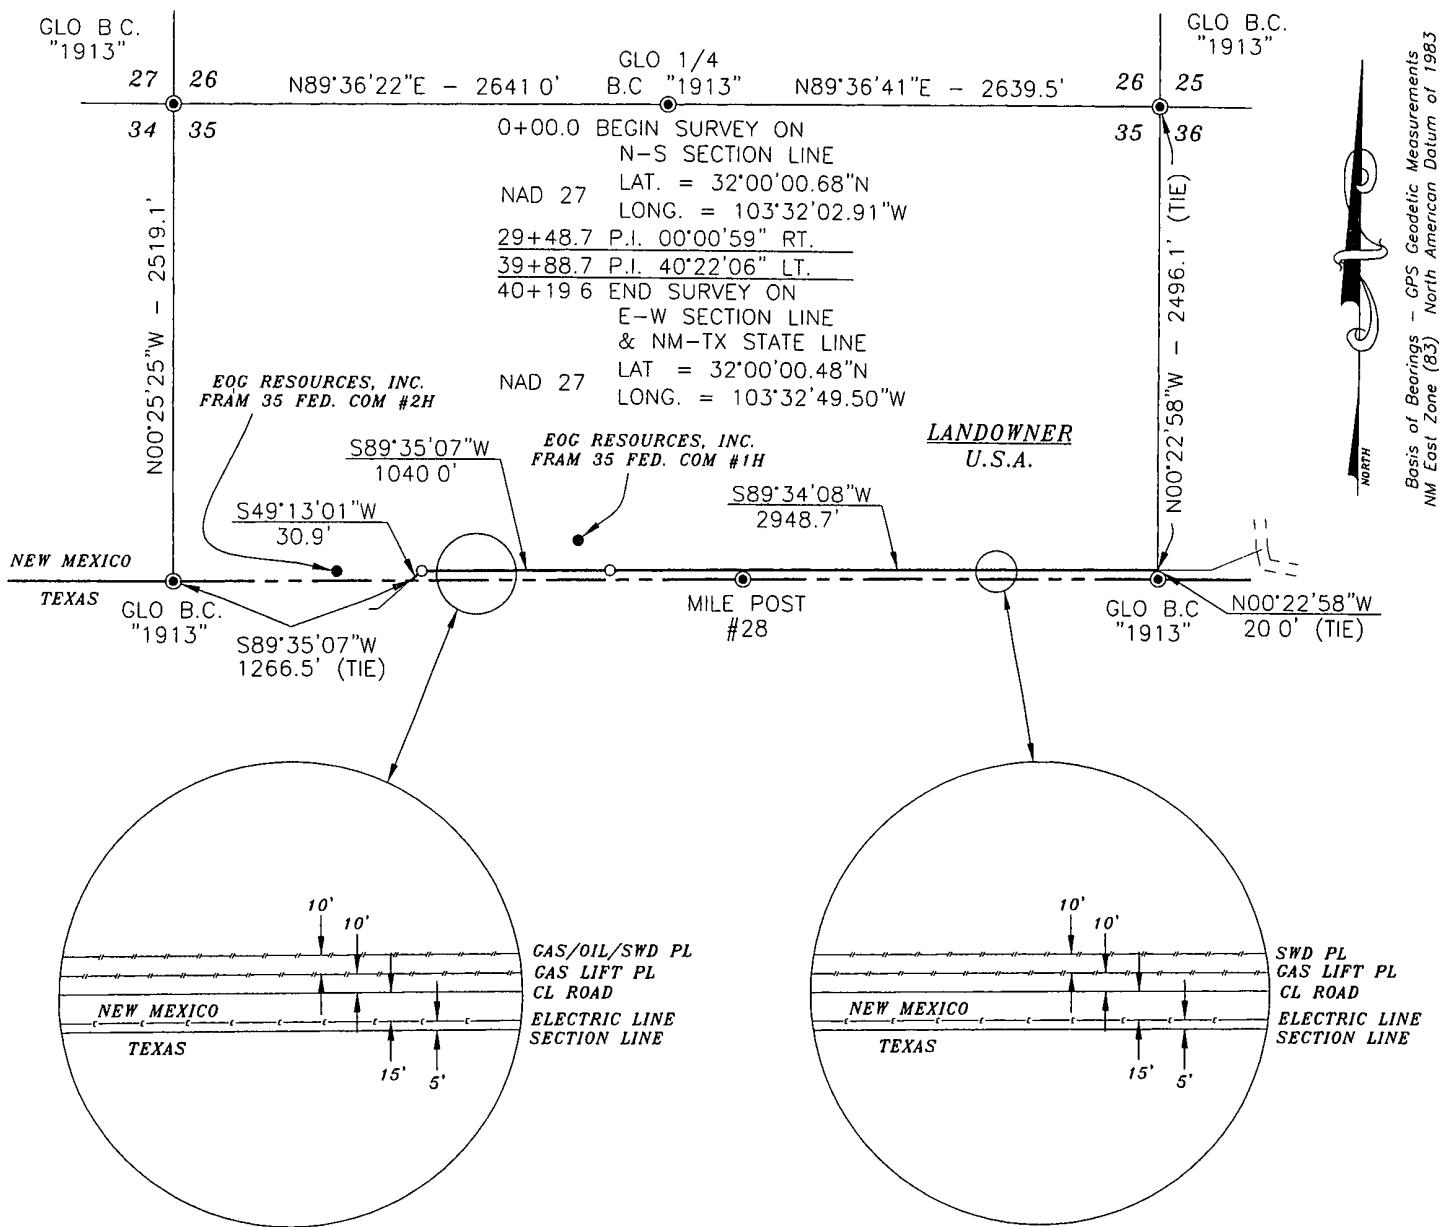 GLO B C.
"1913"
GLO B.C.
"1913"
GLO 1/4
B.C "1913"
27 26
34 35
N89°36'22"E - 2641 0'
N89°36'41"E - 2639.5'
26 25
35 36
0+00.0 BEGIN SURVEY ON
N-S SECTION LINE
NAD 27
LAT. = 32°00'00.68"N
LONG. = 103°32'02.91"W
29+48.7 P.I. 00°00'59" RT.
39+88.7 P.I. 40°22'06" LT.
40+19 6 END SURVEY ON
E-W SECTION LINE
& NM-TX STATE LINE
NAD 27
LAT = 32°00'00.48"N
LONG. = 103°32'49.50"W
N00°25'25"W - 2519.1'
N00°22'58"W - 2496.1' (TIE)
NORTH
Basis of Bearings - GPS Geodetic Measurements
NM East Zone (83) North American Datum of 1983
EOG RESOURCES, INC.
FRAM 35 FED. COM #2H
S89°35'07"W
1040 0'
EOG RESOURCES, INC.
FRAM 35 FED. COM #1H
LANDOWNER
U.S.A.
S49°13'01"W
30.9'
S89°34'08"W
2948.7'
NEW MEXICO
TEXAS
GLO B.C.
"1913"
S89°35'07"W
1266.5' (TIE)
MILE POST
#28
GLO B.C
"1913"
N00°22'58"W
20 0' (TIE)
10'
10'
GAS/OIL/SWD PL
GAS LIFT PL
CL ROAD
NEW MEXICO
ELECTRIC LINE
SECTION LINE
TEXAS
15'
5'
10'
10'
SWD PL
GAS LIFT PL
CL ROAD
NEW MEXICO
ELECTRIC LINE
SECTION LINE
TEXAS
15'
5'